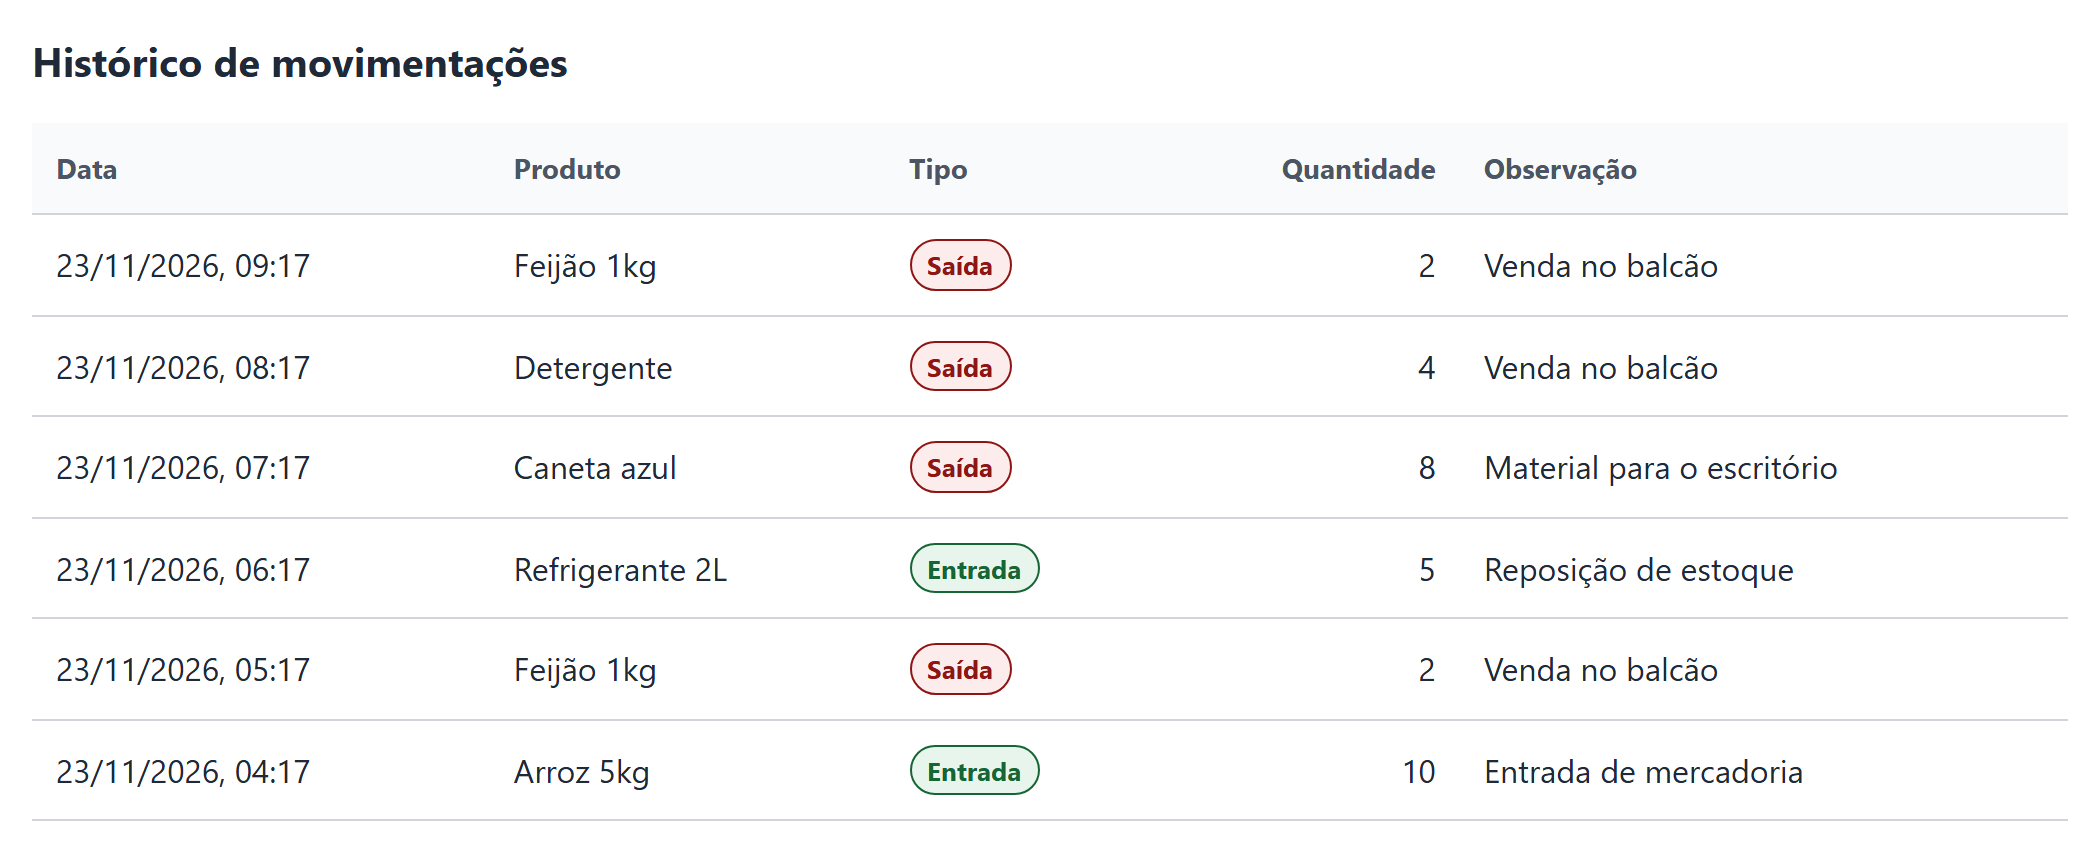 Histórico de movimentações
Data Produto Tipo Quantidade Observação
23/11/2026, 09:17 Feijão 1kg Saída 2 Venda no balcão
23/11/2026, 08:17 Detergente Saída 4 Venda no balcão
23/11/2026, 07:17 Caneta azul Saída 8 Material para o escritório
23/11/2026, 06:17 Refrigerante 2L Entrada 5 Reposição de estoque
23/11/2026, 05:17 Feijão 1kg Saída 2 Venda no balcão
23/11/2026, 04:17 Arroz 5kg Entrada 10 Entrada de mercadoria